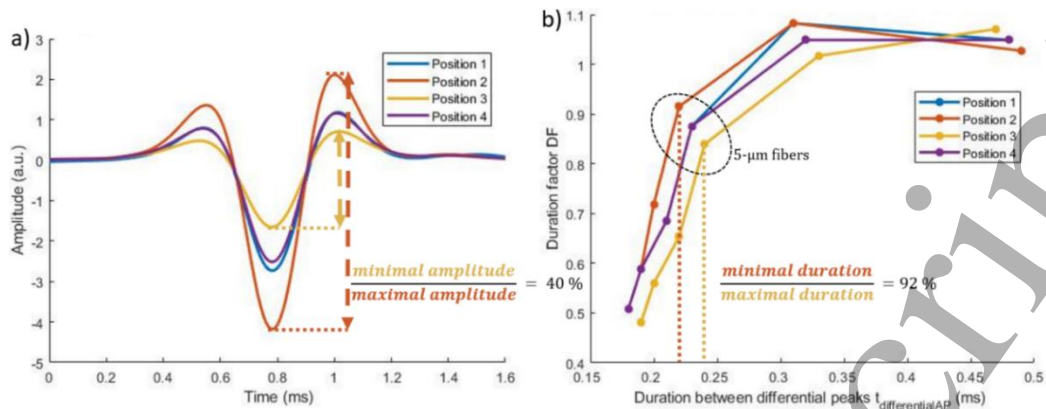 a)
3
2
1
0
-1
-2
-3
-4
-5
Amplitude (a.u.)
Position 1
Position 2
Position 3
Position 4
minimal amplitude
maximal amplitude
= 40 %
0
0.2
0.4
0.6
0.8
1
1.2
1.4
1.6
Time (ms)
b)
1.1
1
0.9
0.8
0.7
0.6
0.5
0.4
Duration factor DF
5-µm fibers
Position 1
Position 2
Position 3
Position 4
minimal duration
maximal duration
= 92 %
0.15
0.2
0.25
0.3
0.35
0.4
0.45
0.5
Duration between differential peaks t differentialAP (ms)